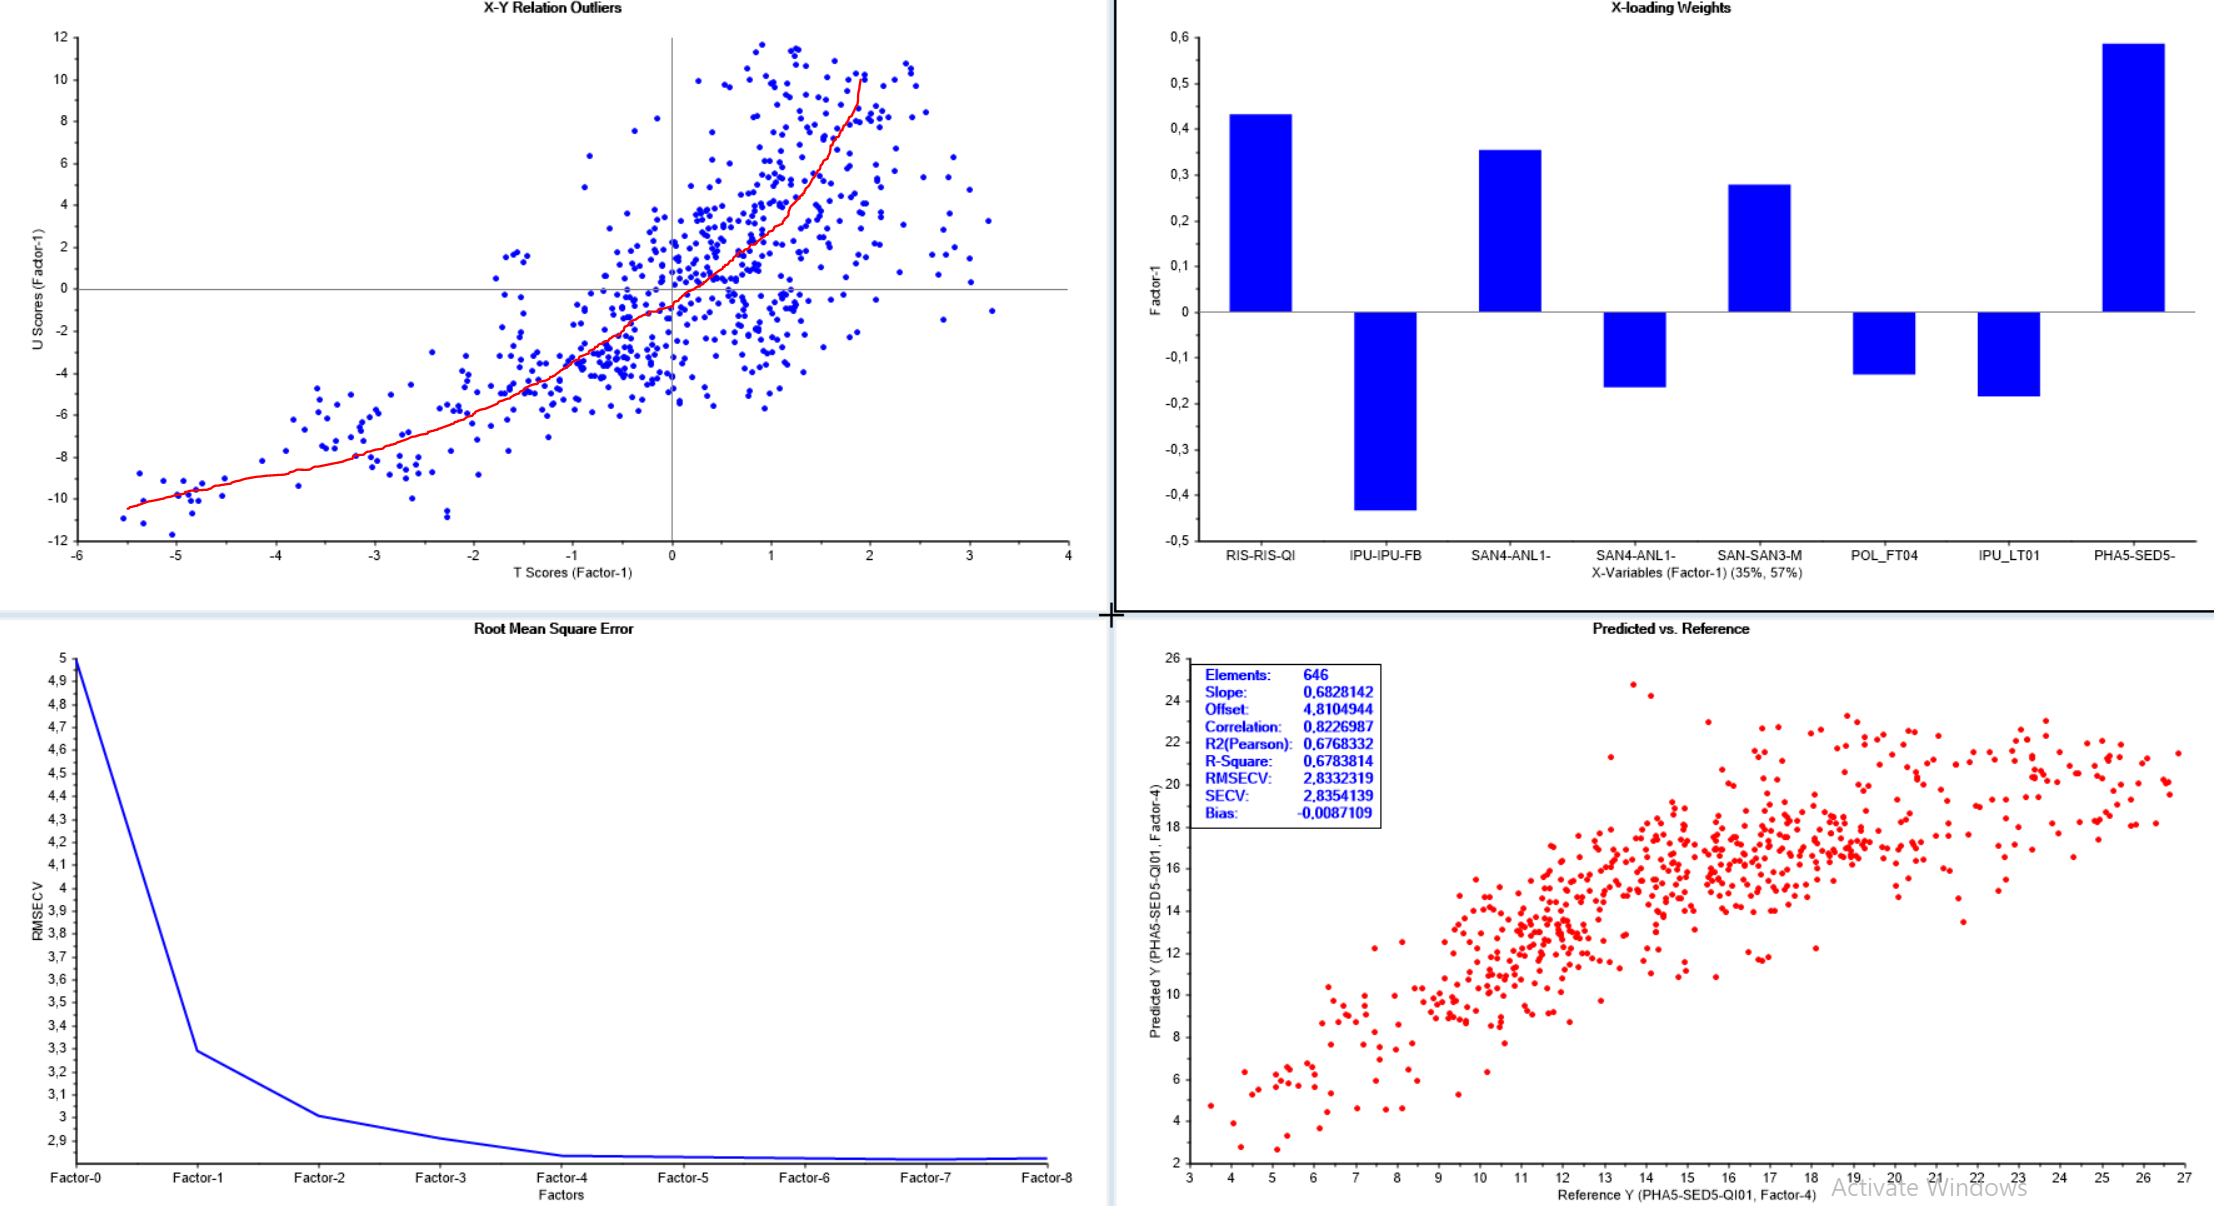 X-Y Relation Outliers
12
10
8
6
4
2
0
-2
-4
-6
-8
-10
-12
U Scores (Factor-1)
-6 -5 -4 -3 -2 -1 0 1 2 3 4
T Scores (Factor-1)
X-loading Weights
0,6
0,5
0,4
0,3
0,2
0,1
0
-0,1
-0,2
-0,3
-0,4
-0,5
Factor-1
RIS-RIS-QI IPU-IPU-FB SAN4-ANL1- SAN4-ANL1- SAN-SAN3-M POL_FT04 IPU_LT01 PHA5-SED5-
X-Variables (Factor-1) (35%, 57%)
Root Mean Square Error
5
4,9
4,8
4,7
4,6
4,5
4,4
4,3
4,2
4,1
4
3,9
3,8
3,7
3,6
3,5
3,4
3,3
3,2
3,1
3
2,9
RMSECV
Factor-0 Factor-1 Factor-2 Factor-3 Factor-4 Factor-5 Factor-6 Factor-7 Factor-8
Factors
Predicted vs. Reference
26
24
22
20
18
16
14
12
10
8
6
4
2
Predicted Y (PHA5-SED5-QI01, Factor-4)
Elements: 646
Slope: 0,6828142
Offset: 4,8104944
Correlation: 0,8226987
R2(Pearson): 0,6768332
R-Square: 0,6783814
RMSECV: 2,8332319
SECV: 2,8354139
Bias: -0,0087109
3 4 5 6 7 8 9 10 11 12 13 14 15 16 17 18 19 20 21 22 23 24 25 26 27
Reference Y (PHA5-SED5-QI01, Factor-4)
Activate Windows